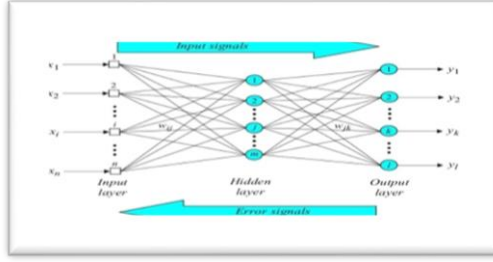 Input signals
1
x1
1
y1
1
2
x2
2
2
y2
i
xi
wij
j
wjk
k
yk
n
xn
m
l
yl
Input
layer
Hidden
layer
Output
layer
Error signals